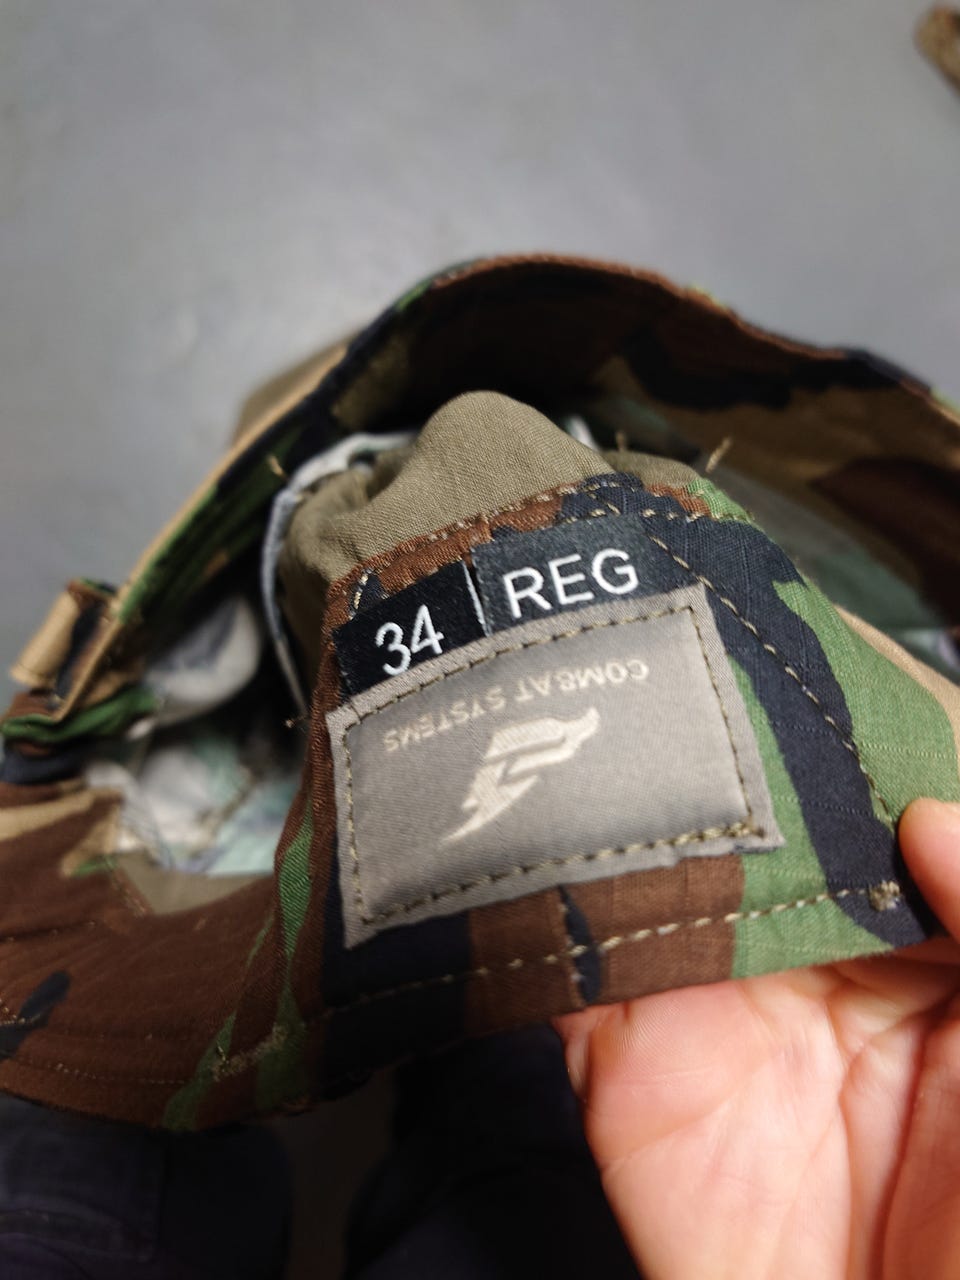 34 | REG
COMBAT SYSTEMS